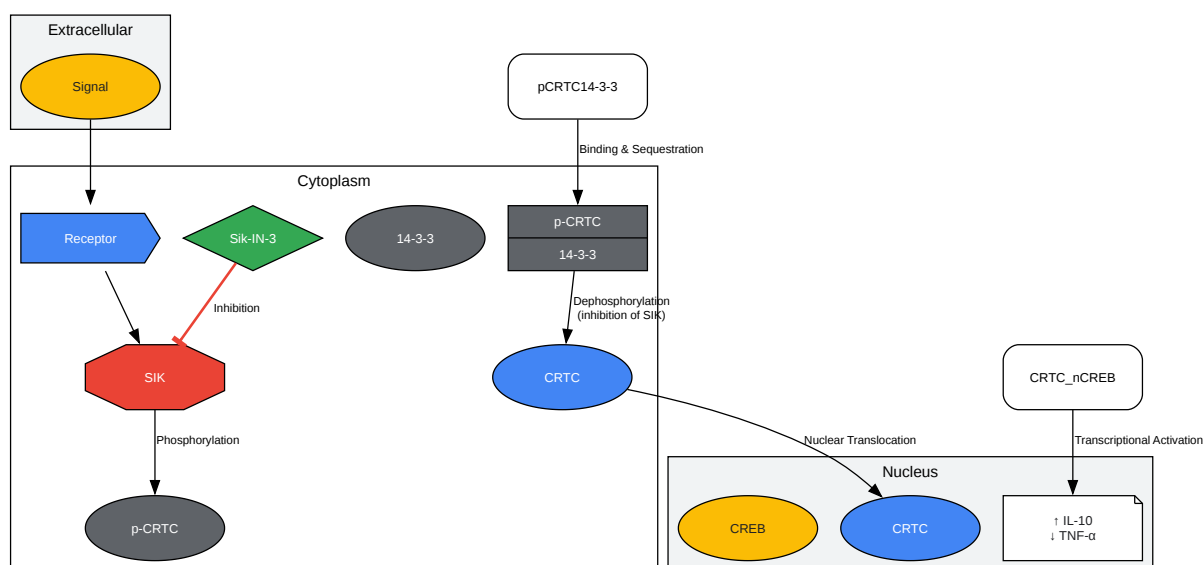 Extracellular
Signal
pCRTC14-3-3
Binding & Sequestration
Cytoplasm
Receptor
Sik-IN-3
14-3-3
p-CRTC
14-3-3
Inhibition
Dephosphorylation
(inhibition of SIK)
SIK
CRTC
CRTC_nCREB
Phosphorylation
Nuclear Translocation
Transcriptional Activation
Nucleus
p-CRTC
CREB
CRTC
↑ IL-10
↓ TNF-α